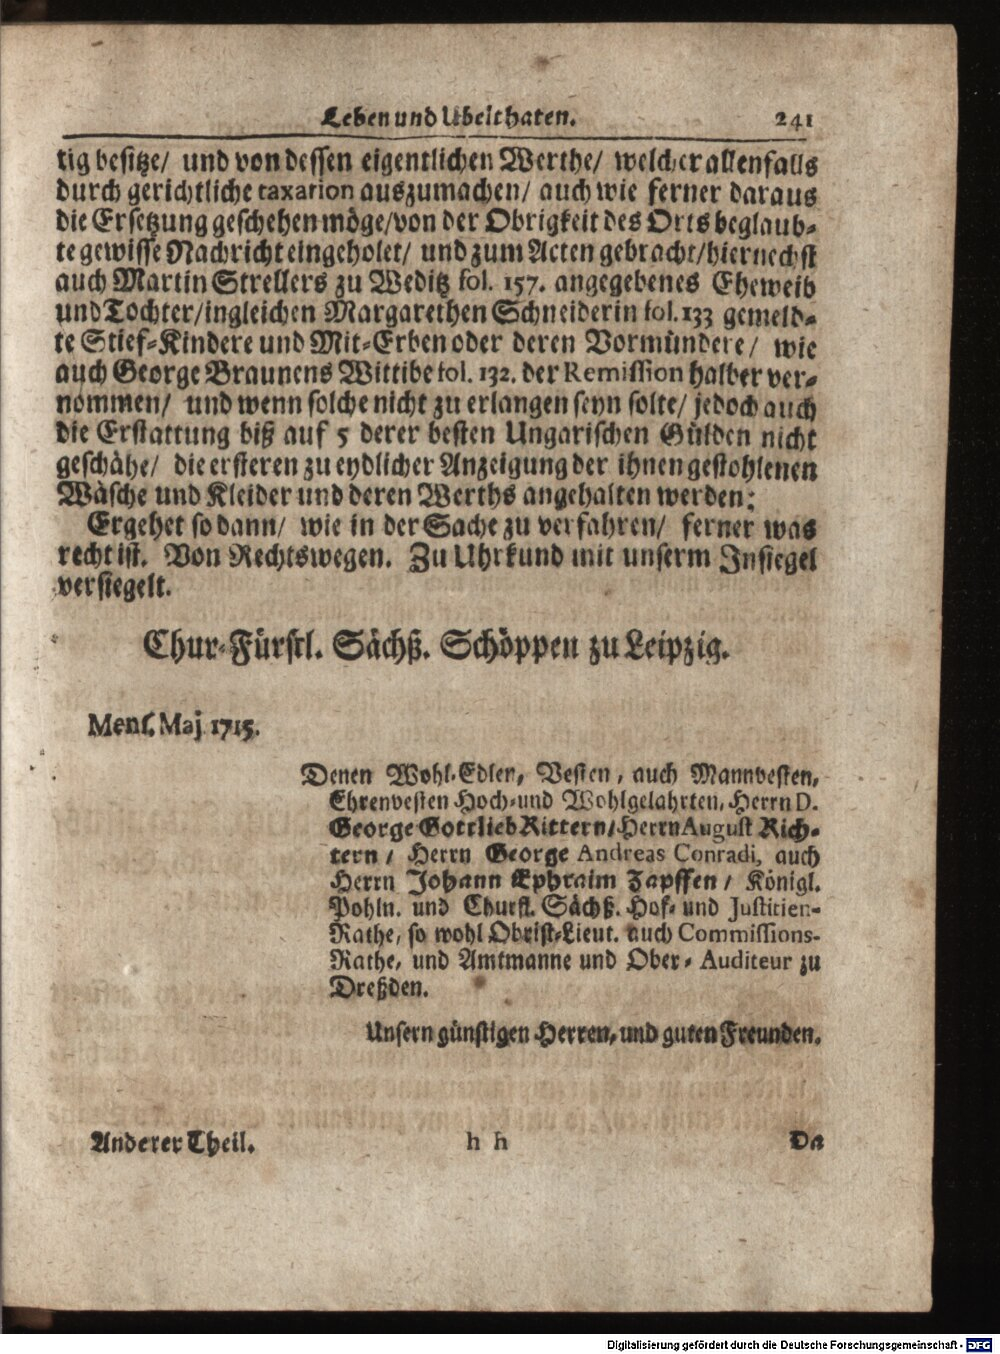 Leben und Ubelthaten. 241
tig besitze/ und von dessen eigentlichen Werthe/ welcher allenfalls
durch gerichtliche taxation auszumachen/ auch wie ferner daraus
die Ersetzung geschehen möge/ von der Obrigkeit des Orts beglaub-
te gewisse Nachricht eingeholet/ und zum Acten gebracht/ hiernechst
auch Martin Strellers zu Weditz fol. 157. angegebenes Eheweib
und Tochter/ ingleichen Margarethen Schneiderin fol. 133 gemeld-
te Stief-Kindere und Mit-Erben oder deren Vormündere/ wie
auch George Braunens Wittibe fol. 132. der Remission halber ver-
nommen/ und wenn solche nicht zu erlangen seyn solte/ jedoch auch
die Erstattung biß auf 5 derer besten Ungarischen Gülden nicht
geschähe/ die ersteren zu eydlicher Anzeigung der ihnen gestohlenen
Wäsche und Kleider und deren Werths angehalten werden;
Ergehet so dann/ wie in der Sache zu verfahren/ ferner was
recht ist. Von Rechtswegen. Zu Uhrkund mit unserm Insiegel
versiegelt.
Chur-Fürstl. Sächß. Schöppen zu Leipzig.
Mens. Maj 1715.
Denen Wohl-Edlen, Vesten, auch Mannvesten,
Ehrenvesten Hoch- und Wohlgelahrten, Herrn D.
George Gottlieb Rittern/ Herrn August Rich-
tern/ Herrn George Andreas Conradi, auch
Herrn Johann Ephraim Zapffen/ Königl.
Pohln. und Churfl. Sächß. Hof- und Justitien-
Rathe, so wohl Obrist-Lieut. auch Commissions-
Rathe, und Amtmanne und Ober-Auditeur zu
Dreßden.
Unsern günstigen Herren, und guten Freunden.
Anderer Theil. h h Da
Digitalisierung gefördert durch die Deutsche Forschungsgemeinschaft - DFG